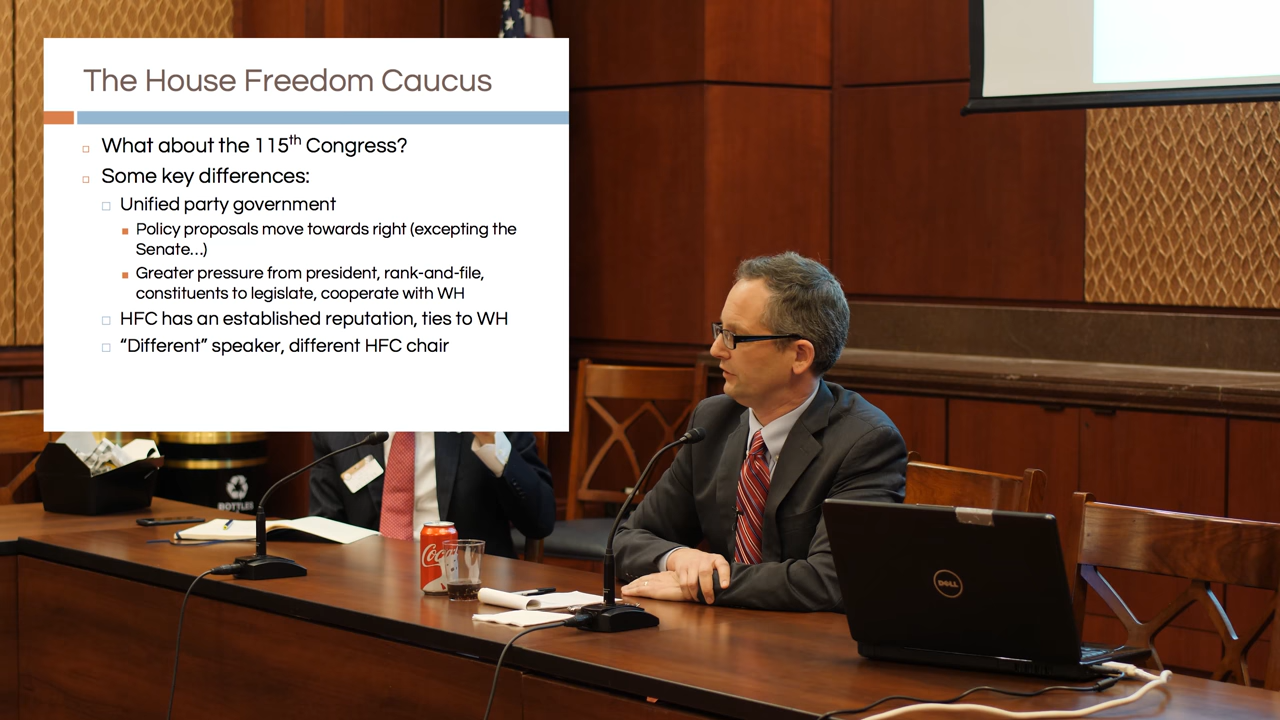 The House Freedom Caucus
What about the 115th Congress?
Some key differences:
Unified party government
Policy proposals move towards right (excepting the
Senate...)
Greater pressure from president, rank-and-file,
constituents to legislate, cooperate with WH
HFC has an established reputation, ties to WH
“Different” speaker, different HFC chair
BOTTLES
Coca
DELL